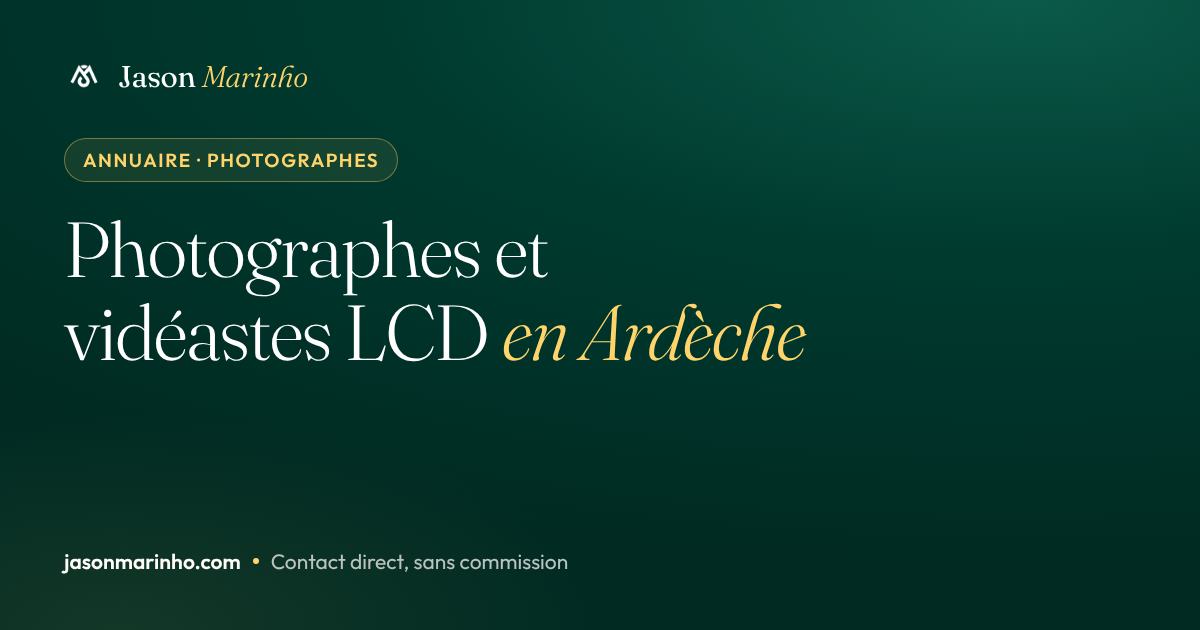 Jason Marinho
ANNUAIRE · PHOTOGRAPHES
Photographes et
vidéastes LCD en Ardèche
jasonmarinho.com • Contact direct, sans commission